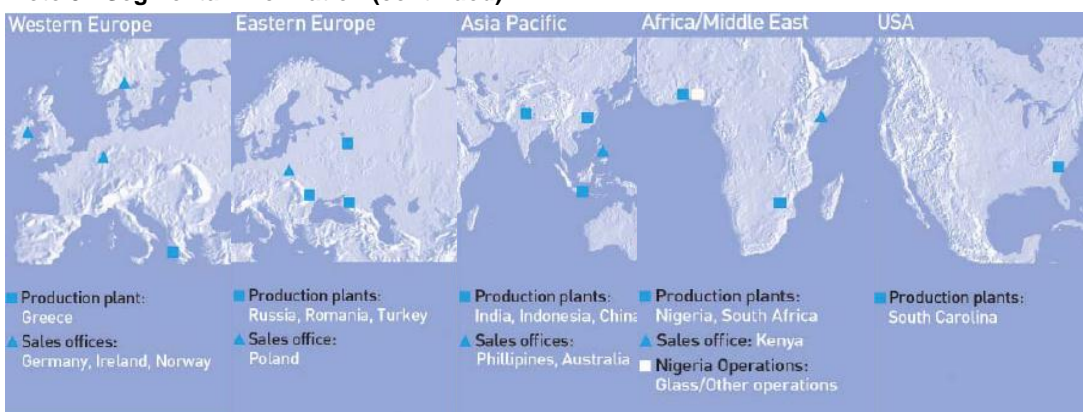 Western Europe
Production plant:
Greece
Sales offices:
Germany, Ireland, Norway
Eastern Europe
Production plants:
Russia, Romania, Turkey
Sales office:
Poland
Asia Pacific
Production plants:
India, Indonesia, China
Sales offices:
Phillipines, Australia
Africa/Middle East
Production plants:
Nigeria, South Africa
Sales office: Kenya
Nigeria Operations:
Glass/Other operations
USA
Production plants:
South Carolina